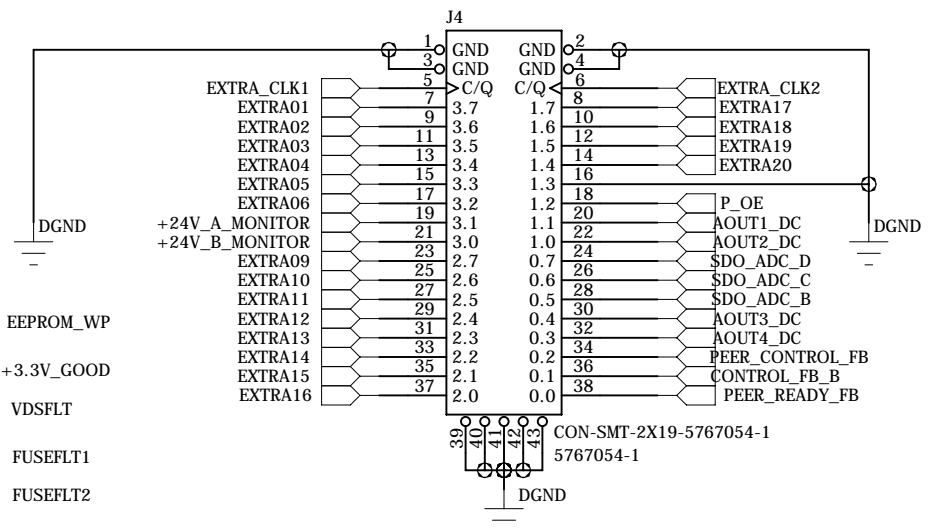 J4
1 GND GND 2
3 GND GND 4
EXTRA_CLK1 5 C/Q C/Q 6 EXTRA_CLK2
EXTRA01 7 3.7 1.7 8 EXTRA17
EXTRA02 9 3.6 1.6 10 EXTRA18
EXTRA03 11 3.5 1.5 12 EXTRA19
EXTRA04 13 3.4 1.4 14 EXTRA20
EXTRA05 15 3.3 1.3 16
EXTRA06 17 3.2 1.2 18 P_OE
DGND +24V_A_MONITOR 19 3.1 1.1 20 AOUT1_DC DGND
+24V_B_MONITOR 21 3.0 1.0 22 AOUT2_DC
EXTRA09 23 2.7 0.7 24 SDO_ADC_D
EXTRA10 25 2.6 0.6 26 SDO_ADC_C
EXTRA11 27 2.5 0.5 28 SDO_ADC_B
EEPROM_WP EXTRA12 29 2.4 0.4 30 AOUT3_DC
EXTRA13 31 2.3 0.3 32 AOUT4_DC
EXTRA14 33 2.2 0.2 34 PEER_CONTROL_FB
+3.3V_GOOD EXTRA15 35 2.1 0.1 36 CONTROL_FB_B
EXTRA16 37 2.0 0.0 38 PEER_READY_FB
VDSFLT
39 40 41 42 43 CON-SMT-2X19-5767054-1
FUSEFLT1 5767054-1
FUSEFLT2 DGND